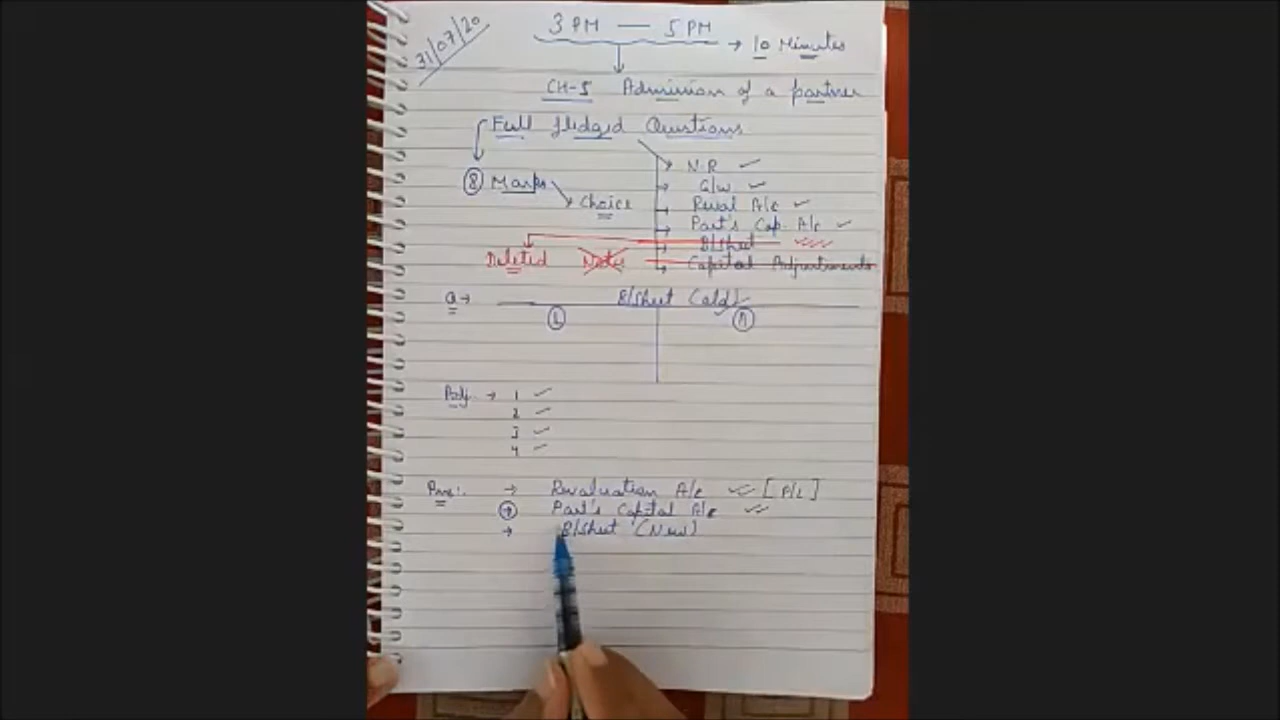 31/07/20
3 PM — 5 PM
→ 10 Minutes
CH-5 Admission of a partner
Full fledged Questions
8 Marks
Choice
N.R ✓
G/w ✓
Reval A/c ✓
Part's Cap. A/c ✓
B/Sheet
Deleted Notes Capital Adjustments
Q → B/Sheet (old)
L A
Adj. → 1 ✓
2 ✓
3 ✓
4 ✓
→ Revaluation A/c ✓ [P/L]
→ Part's Capital A/c ✓
→ B/Sheet (New)